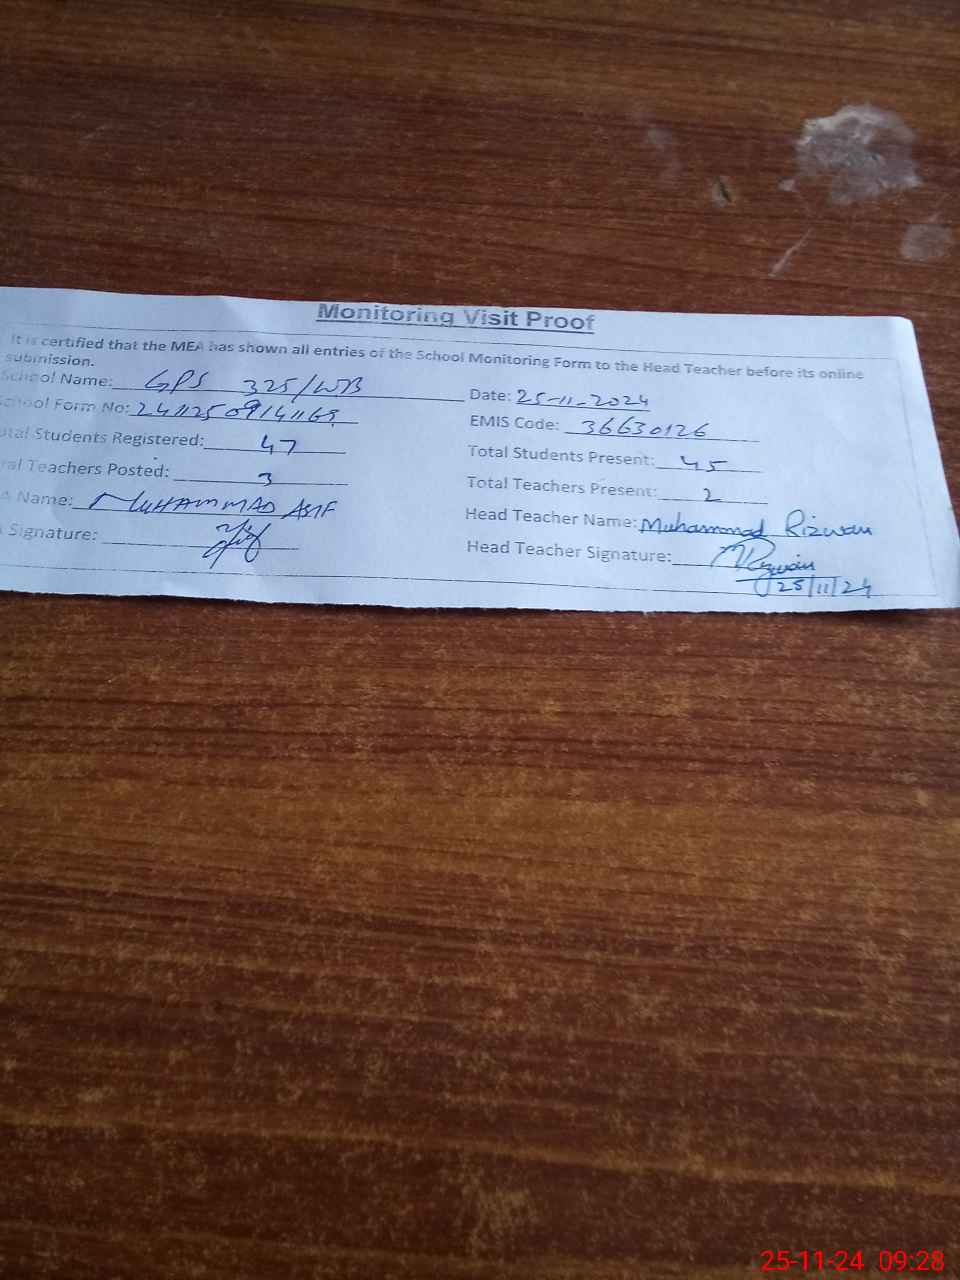 Monitoring Visit Proof
It is certified that the MEA has shown all entries of the School Monitoring Form to the Head Teacher before its online
submission.
School Name: GPS 325/WB Date: 25-11-2024
School Form No: EMIS Code: 36630126
otal Students Registered: 47 Total Students Present: 45
al Teachers Posted: 3 Total Teachers Present: 2
A Name: MUHAMMAD ASIF Head Teacher Name: Muhammad Rizwan
Signature: Head Teacher Signature: MRizwan
25/11/24
25-11-24 09:28